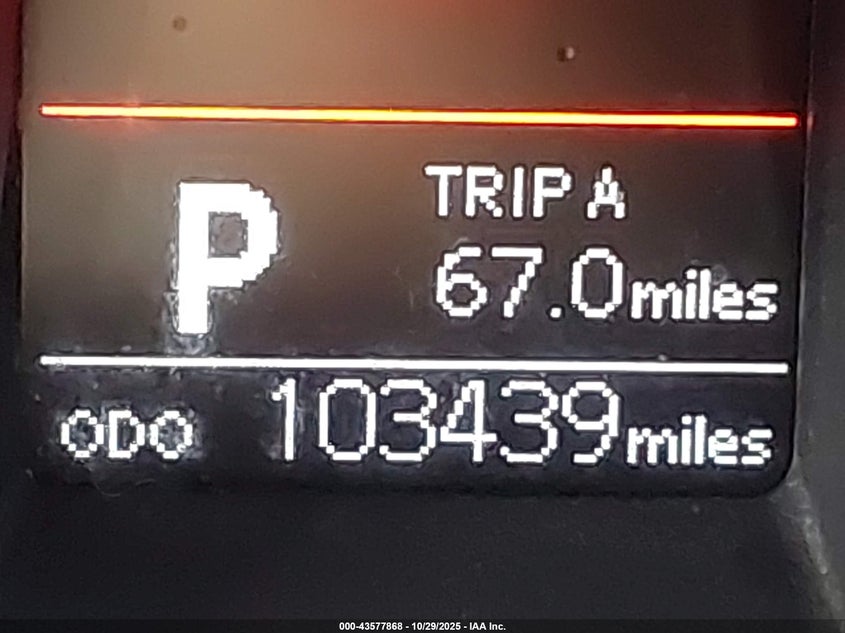 P
TRIP A
67.0miles
ODO 103439miles
000-43577868 - 10/29/2025 - IAA Inc.